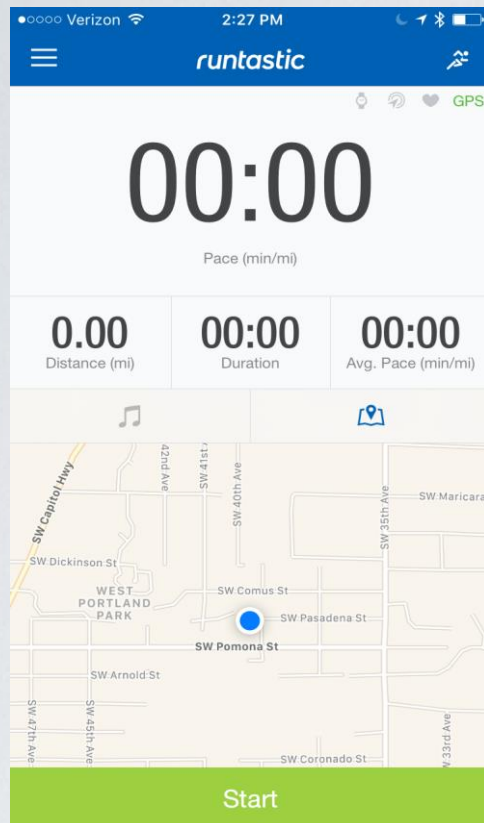 Verizon 2:27 PM
runtastic
GPS
00:00
Pace (min/mi)
0.00 00:00 00:00
Distance (mi) Duration Avg. Pace (min/mi)
SW Capitol Hwy
42nd Ave
SW 41st
SW 40th Ave
SW 35th Ave
SW Maricara
SW Dickinson St
WEST
PORTLAND
PARK
SW Comus St
SW Pasadena St
SW Pomona St
SW Arnold St
SW 47th Ave
SW 45th Ave
SW Coronado St
SW 33rd Ave
Start